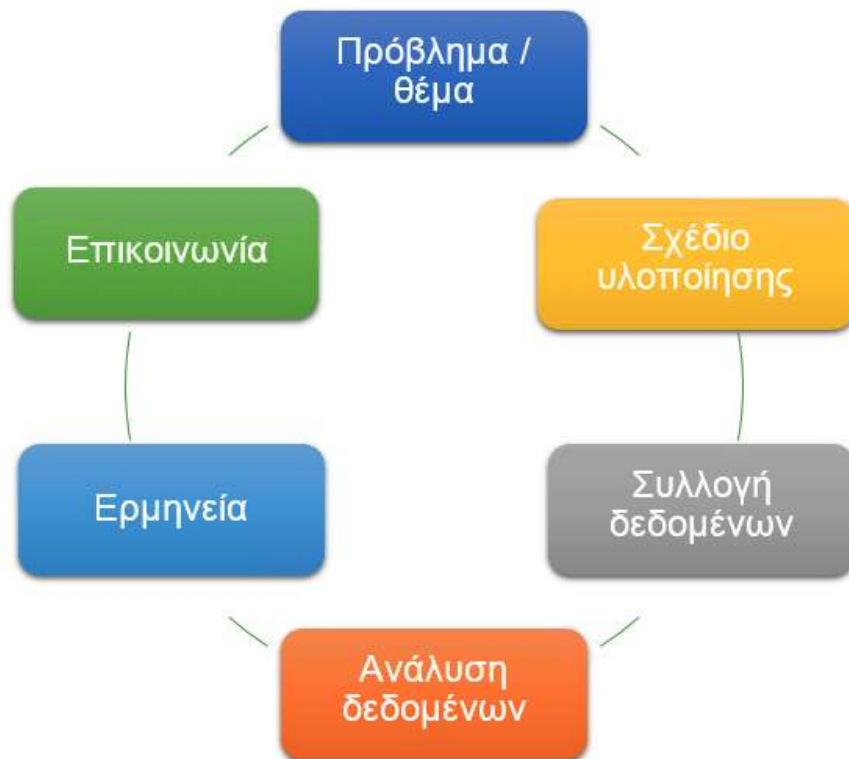 Πρόβλημα /
θέμα
Σχέδιο
υλοποίησης
Συλλογή
δεδομένων
Ανάλυση
δεδομένων
Ερμηνεία
Επικοινωνία